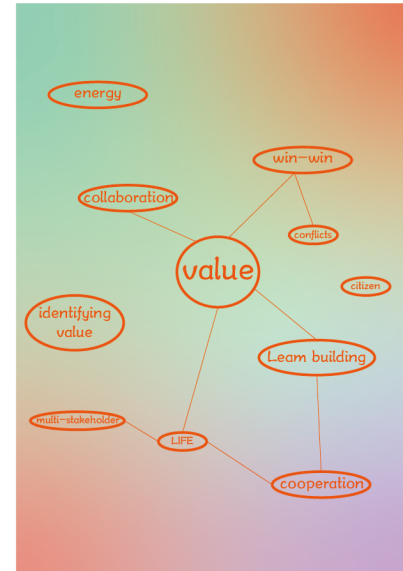 energy
win-win
collaboration
conflicts
value
citizen
identifying
value
Leam building
multi-stakeholder
LIFE
cooperation